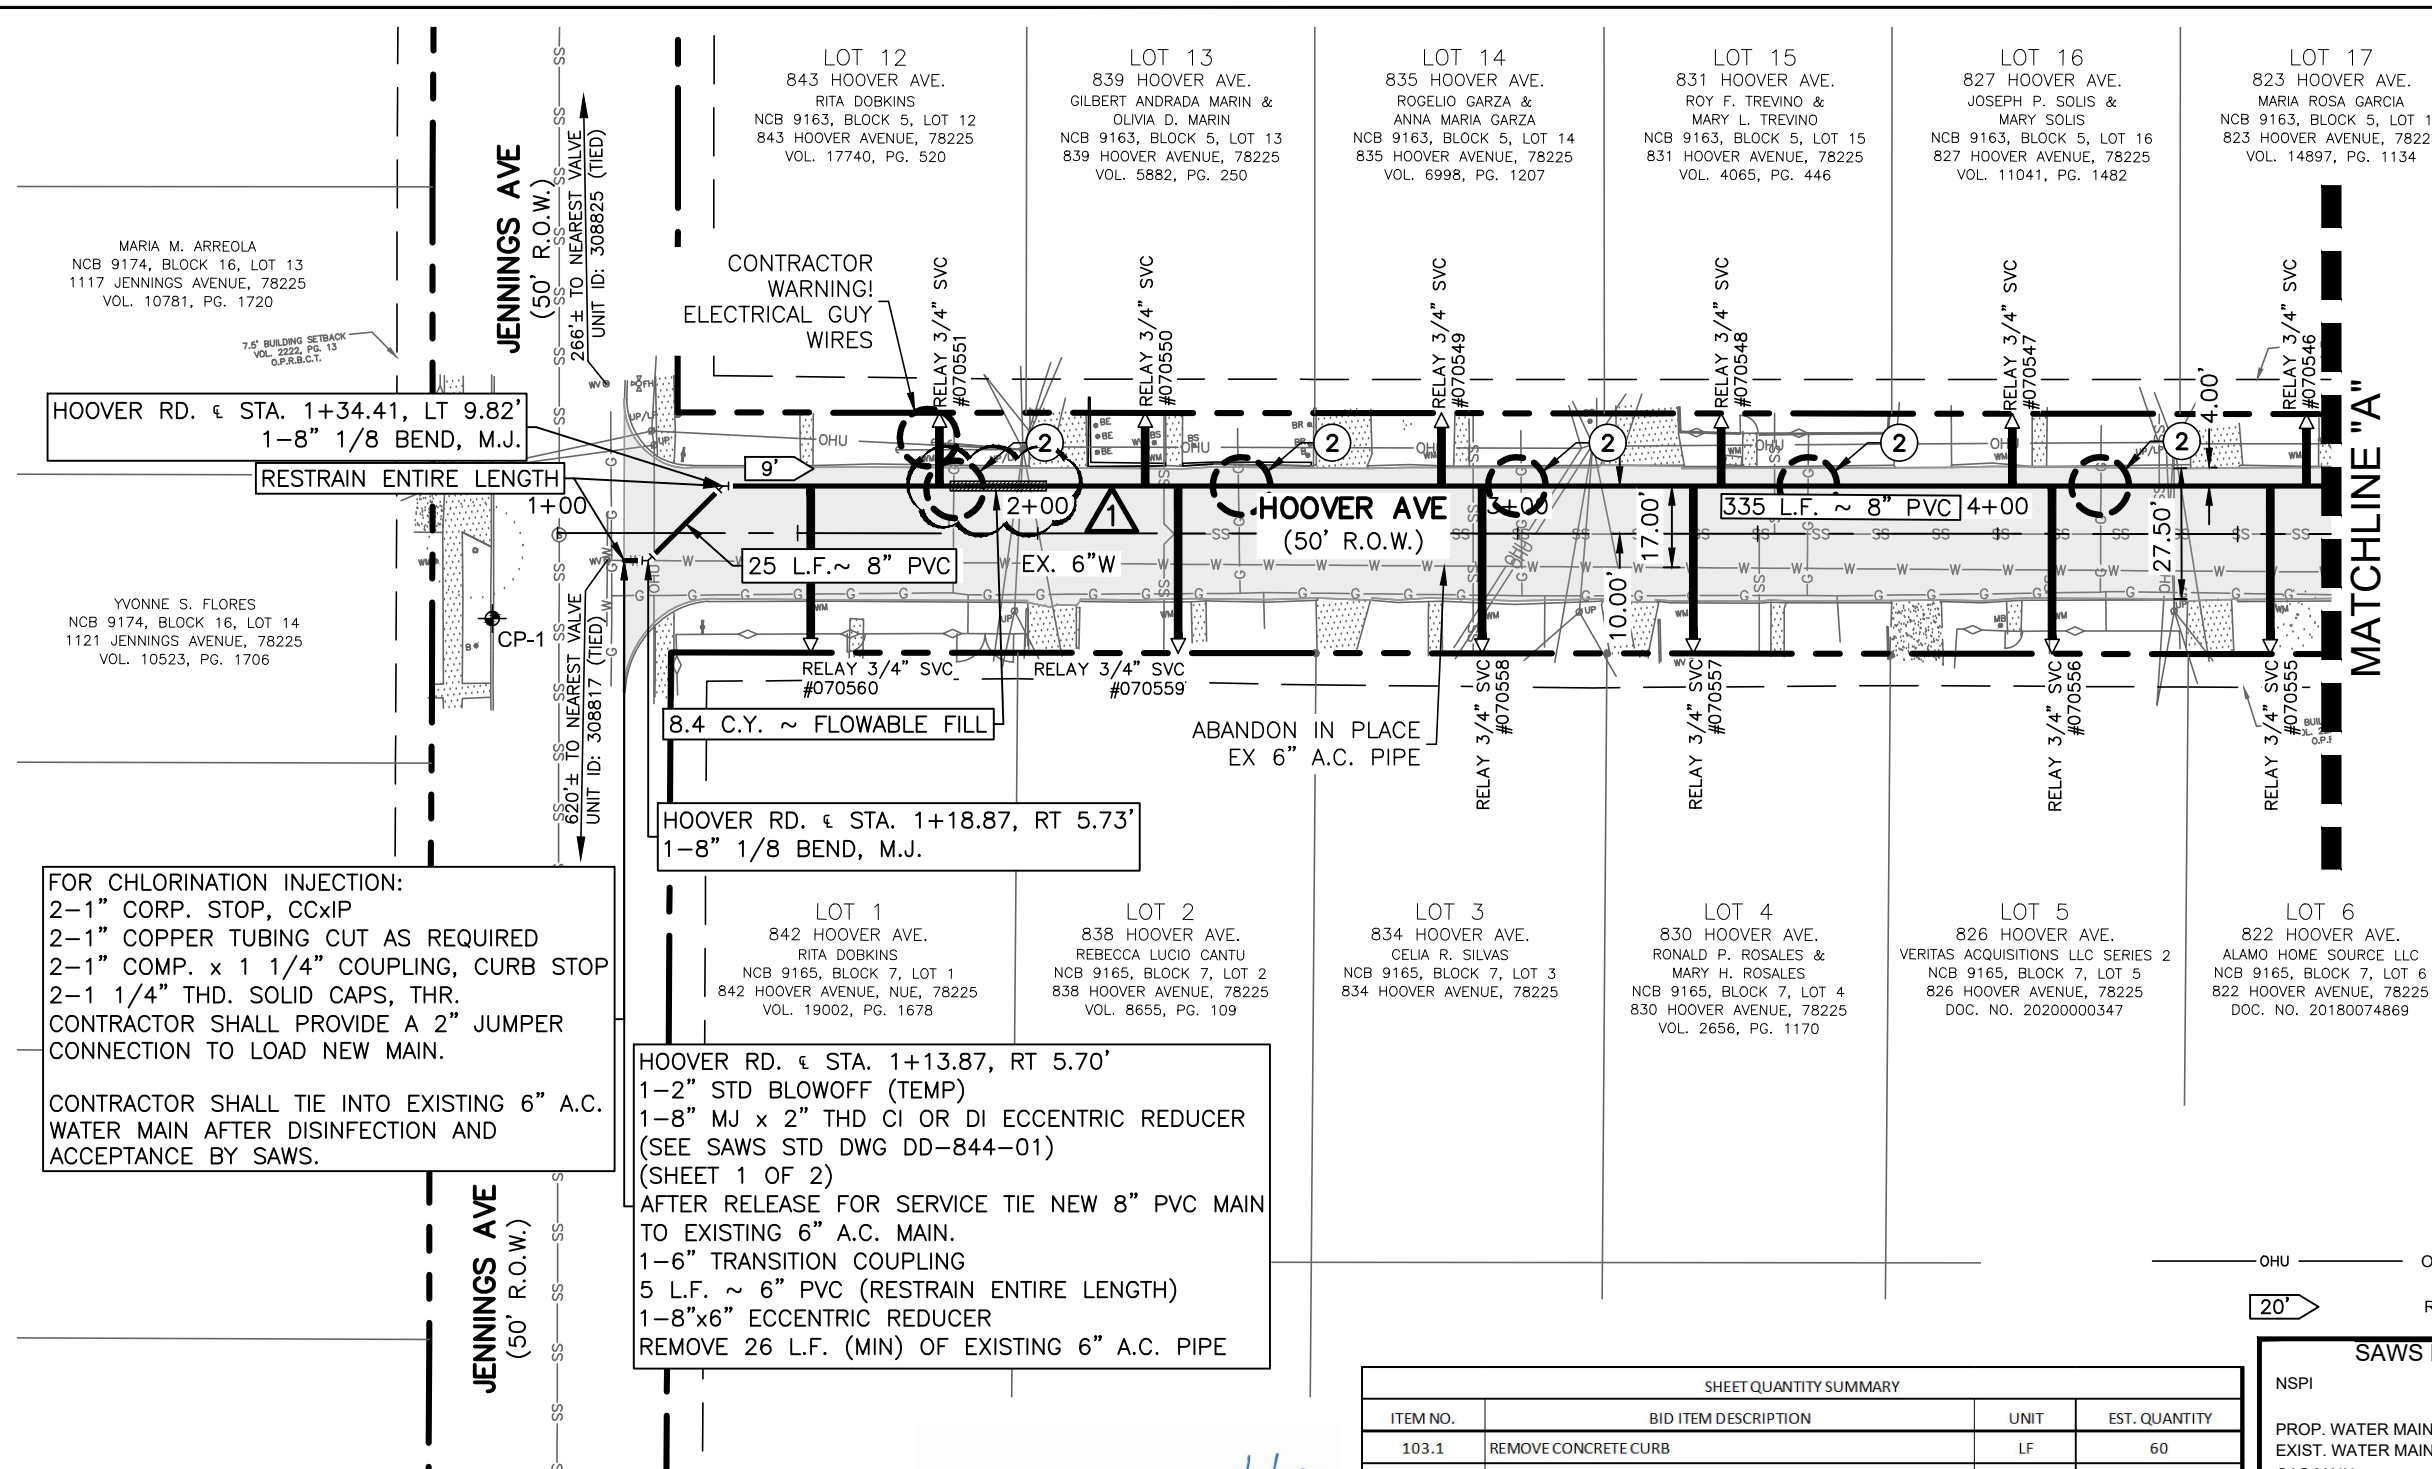 LOT 12
843 HOOVER AVE.
RITA DOBKINS
NCB 9163, BLOCK 5, LOT 12
843 HOOVER AVENUE, 78225
VOL. 17740, PG. 520
LOT 13
839 HOOVER AVE.
GILBERT ANDRADA MARIN &
OLIVIA D. MARIN
NCB 9163, BLOCK 5, LOT 13
839 HOOVER AVENUE, 78225
VOL. 5882, PG. 250
LOT 14
835 HOOVER AVE.
ROGELIO GARZA &
ANNA MARIA GARZA
NCB 9163, BLOCK 5, LOT 14
835 HOOVER AVENUE, 78225
VOL. 6998, PG. 1207
LOT 15
831 HOOVER AVE.
ROY F. TREVINO &
MARY L. TREVINO
NCB 9163, BLOCK 5, LOT 15
831 HOOVER AVENUE, 78225
VOL. 4065, PG. 446
LOT 16
827 HOOVER AVE.
JOSEPH P. SOLIS &
MARY SOLIS
NCB 9163, BLOCK 5, LOT 16
827 HOOVER AVENUE, 78225
VOL. 11041, PG. 1482
LOT 17
823 HOOVER AVE.
MARIA ROSA GARCIA
NCB 9163, BLOCK 5, LOT
823 HOOVER AVENUE,
VOL. 14897, PG. 1134
JENNINGS AVE
(50' R.O.W.)
266'± TO NEAREST VALVE
UNIT ID: 308825 (TIED)
MARIA M. ARREOLA
NCB 9174, BLOCK 16, LOT 13
1117 JENNINGS AVENUE, 78225
VOL. 10781, PG. 1720
7.5' BUILDING SETBACK
VOL. 2222, PG. 13
O.P.R.B.C.T.
CONTRACTOR
WARNING!
ELECTRICAL GUY
WIRES
RELAY 3/4" SVC
#070551
RELAY 3/4" SVC
#070550
RELAY 3/4" SVC
#070549
RELAY 3/4" SVC
#070548
RELAY 3/4" SVC
#070547
RELAY 3/4" SVC
#070546
4.00'
MATCHLINE "A"
HOOVER RD. ℄ STA. 1+34.41, LT 9.82'
1-8" 1/8 BEND, M.J.
RESTRAIN ENTIRE LENGTH
9'
2
2
2
2
2
1+00
2+00
1
HOOVER AVE
(50' R.O.W.)
3+00
335 L.F. ~ 8" PVC
4+00
17.00'
10.00'
27.50'
25 L.F.~ 8" PVC
EX. 6"W
YVONNE S. FLORES
NCB 9174, BLOCK 16, LOT 14
1121 JENNINGS AVENUE, 78225
VOL. 10523, PG. 1706
CP-1
620'± TO NEAREST VALVE
UNIT ID: 308817 (TIED)
RELAY 3/4" SVC
#070560
RELAY 3/4" SVC
#070559
RELAY 3/4" SVC
#070558
RELAY 3/4" SVC
#070557
RELAY 3/4" SVC
#070556
RELAY 3/4" SVC
#070555
8.4 C.Y. ~ FLOWABLE FILL
ABANDON IN PLACE
EX 6" A.C. PIPE
HOOVER RD. ℄ STA. 1+18.87, RT 5.73'
1-8" 1/8 BEND, M.J.
FOR CHLORINATION INJECTION:
2-1" CORP. STOP, CCxIP
2-1" COPPER TUBING CUT AS REQUIRED
2-1" COMP. x 1 1/4" COUPLING, CURB STOP
2-1 1/4" THD. SOLID CAPS, THR.
CONTRACTOR SHALL PROVIDE A 2" JUMPER
CONNECTION TO LOAD NEW MAIN.
CONTRACTOR SHALL TIE INTO EXISTING 6" A.C.
WATER MAIN AFTER DISINFECTION AND
ACCEPTANCE BY SAWS.
LOT 1
842 HOOVER AVE.
RITA DOBKINS
NCB 9165, BLOCK 7, LOT 1
842 HOOVER AVENUE, NUE, 78225
VOL. 19002, PG. 1678
LOT 2
838 HOOVER AVE.
REBECCA LUCIO CANTU
NCB 9165, BLOCK 7, LOT 2
838 HOOVER AVENUE, 78225
VOL. 8655, PG. 109
LOT 3
834 HOOVER AVE.
CELIA R. SILVAS
NCB 9165, BLOCK 7, LOT 3
834 HOOVER AVENUE, 78225
LOT 4
830 HOOVER AVE.
RONALD P. ROSALES &
MARY H. ROSALES
NCB 9165, BLOCK 7, LOT 4
830 HOOVER AVENUE, 78225
VOL. 2656, PG. 1170
LOT 5
826 HOOVER AVE.
VERITAS ACQUISITIONS LLC SERIES 2
NCB 9165, BLOCK 7, LOT 5
826 HOOVER AVENUE, 78225
DOC. NO. 20200000347
LOT 6
822 HOOVER AVE.
ALAMO HOME SOURCE LLC
NCB 9165, BLOCK 7, LOT 6
822 HOOVER AVENUE, 78225
DOC. NO. 20180074869
HOOVER RD. ℄ STA. 1+13.87, RT 5.70'
1-2" STD BLOWOFF (TEMP)
1-8" MJ x 2" THD CI OR DI ECCENTRIC REDUCER
(SEE SAWS STD DWG DD-844-01)
(SHEET 1 OF 2)
AFTER RELEASE FOR SERVICE TIE NEW 8" PVC MAIN
TO EXISTING 6" A.C. MAIN.
1-6" TRANSITION COUPLING
5 L.F. ~ 6" PVC (RESTRAIN ENTIRE LENGTH)
1-8"x6" ECCENTRIC REDUCER
REMOVE 26 L.F. (MIN) OF EXISTING 6" A.C. PIPE
JENNINGS AVE
(50' R.O.W.)
OHU
20'
SHEET QUANTITY SUMMARY
ITEM NO. BID ITEM DESCRIPTION UNIT EST. QUANTITY
103.1 REMOVE CONCRETE CURB LF 60
SAWS
NSPI
PROP. WATER MAIN
EXIST. WATER MAIN